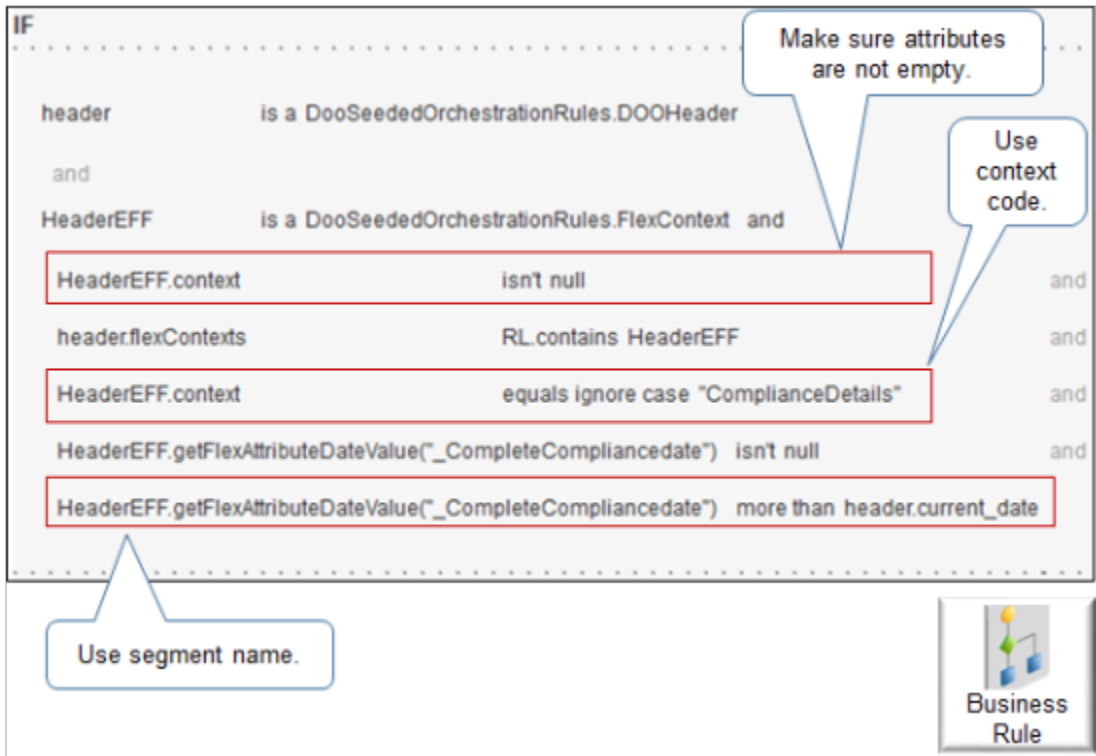 IF
Make sure attributes
are not empty.
header is a DooSeededOrchestrationRules.DOOHeader
and
Use
context
code.
HeaderEFF is a DooSeededOrchestrationRules.FlexContext and
HeaderEFF.context isn't null and
header.flexContexts RL.contains HeaderEFF and
HeaderEFF.context equals ignore case "ComplianceDetails" and
HeaderEFF.getFlexAttributeDateValue("_CompleteCompliancedate") isn't null and
HeaderEFF.getFlexAttributeDateValue("_CompleteCompliancedate") more than header.current_date
Use segment name.
Business
Rule